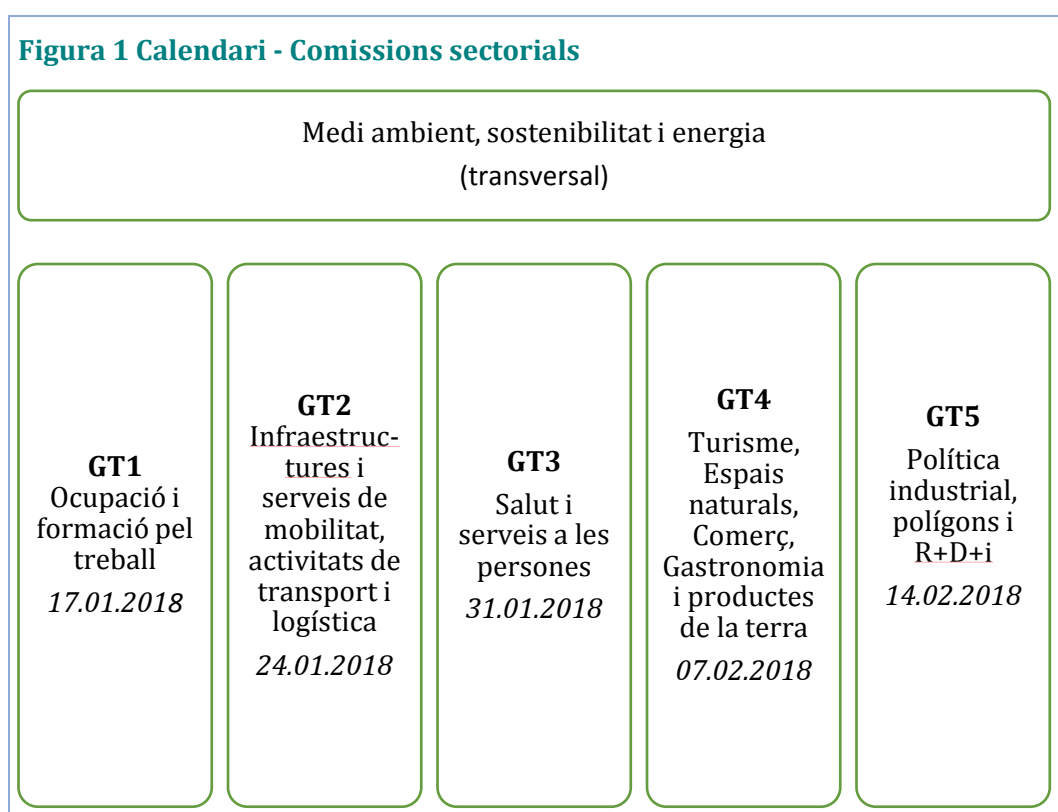 Figura 1 Calendari - Comissions sectorials
Medi ambient, sostenibilitat i energia
(transversal)
GT1
Ocupació i
formació pel
treball
17.01.2018
GT2
Infraestruc-
tures i
serveis de
mobilitat,
activitats de
transport i
logística
24.01.2018
GT3
Salut i
serveis a les
persones
31.01.2018
GT4
Turisme,
Espais
naturals,
Comerç,
Gastronomia
i productes
de la terra
07.02.2018
GT5
Política
industrial,
polígons i
R+D+i
14.02.2018